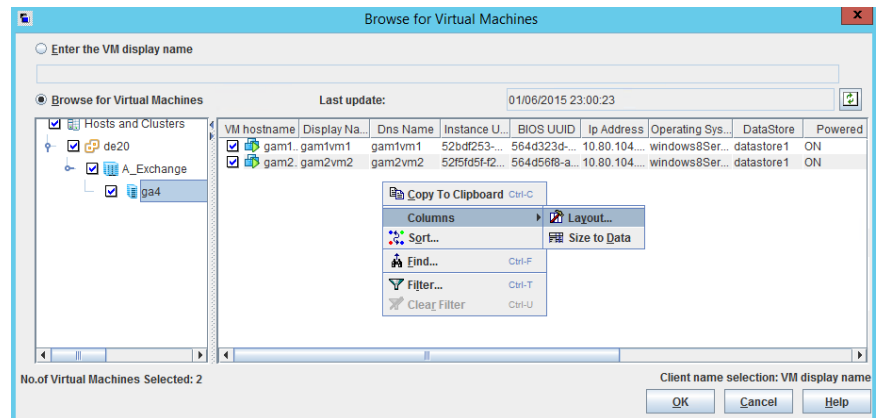 Browse for Virtual Machines
x
Enter the VM display name
Browse for Virtual Machines Last update: 01/06/2015 23:00:23
Hosts and Clusters
de20
A_Exchange
ga4
VM hostname Display Na... Dns Name Instance U... BIOS UUID Ip Address Operating Sys... DataStore Powered
gam1.. gam1vm1 gam1vm1 52bdf253-... 564d323d-... 10.80.104.... windows8Ser... datastore1 ON
gam2. gam2vm2 gam2vm2 52f5fd5f-f2... 564d56f8-a... 10.80.104.... windows8Ser... datastore1 ON
Copy To Clipboard Ctrl-C
Columns Layout...
Sort... Size to Data
Find... Ctrl-F
Filter... Ctrl-T
Clear Filter Ctrl-U
No.of Virtual Machines Selected: 2 Client name selection: VM display name
OK Cancel Help